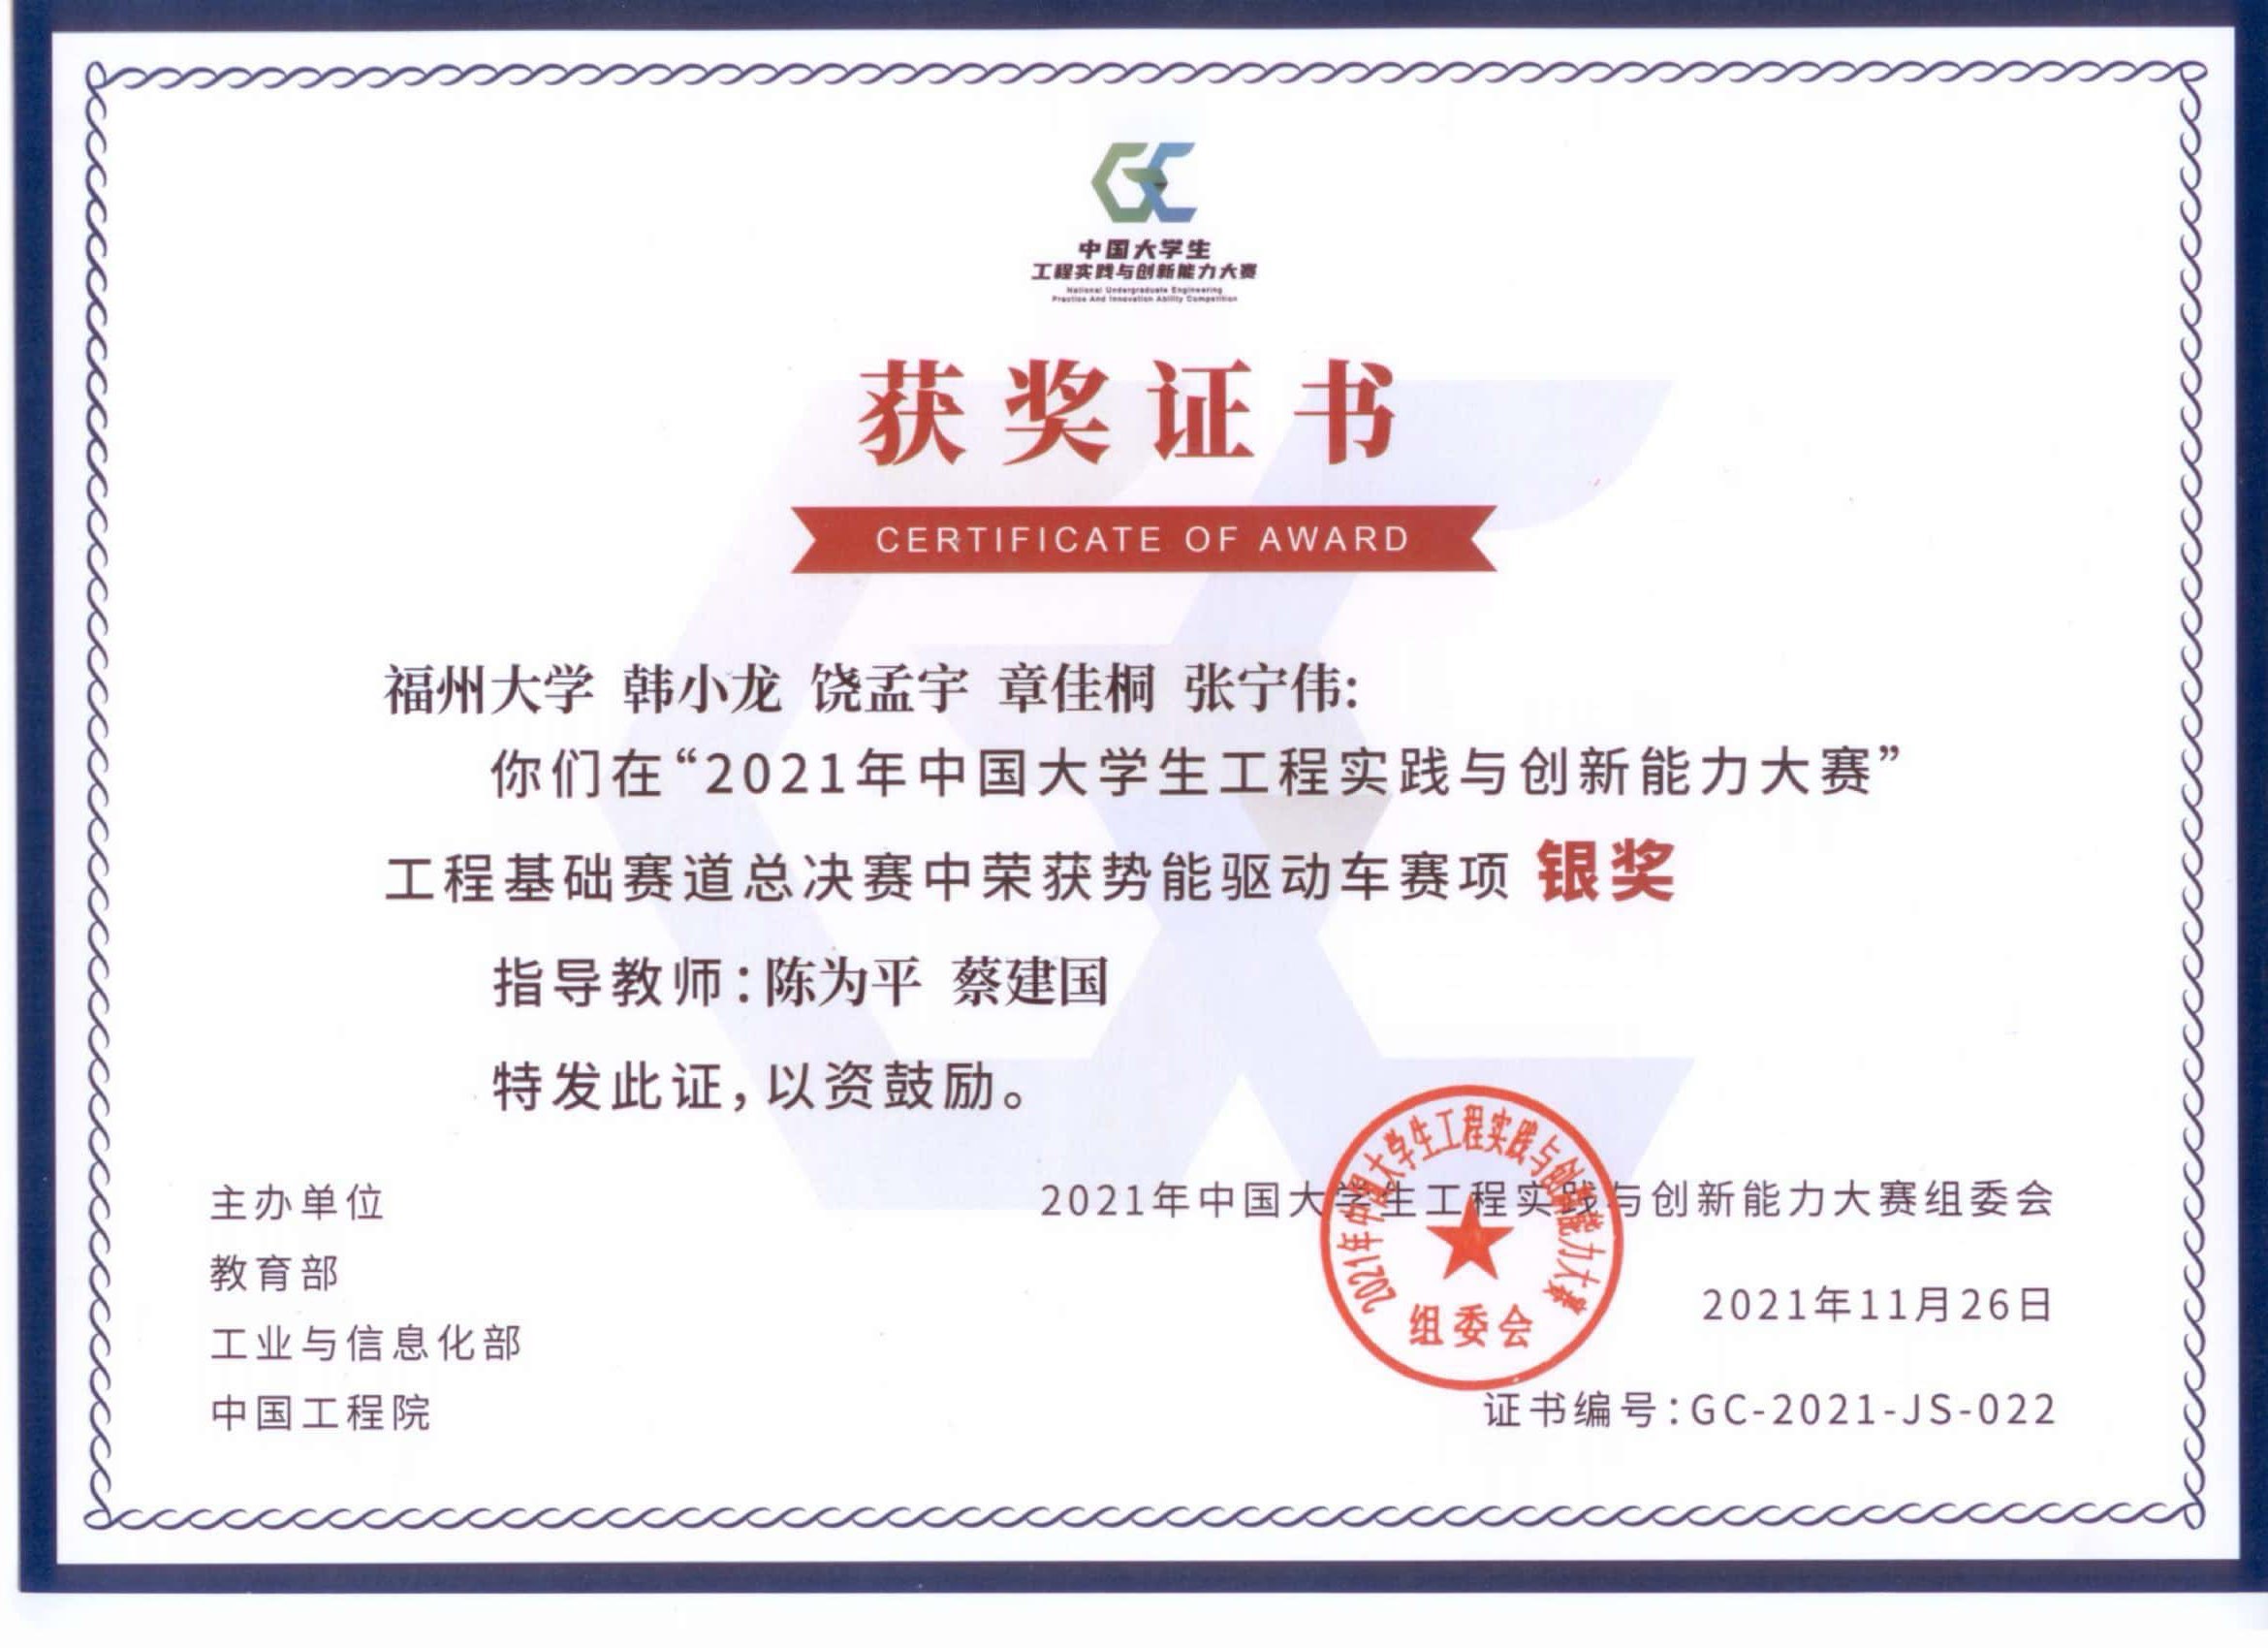 中国大学生
工程实践与创新能力大赛
National Undergraduate Engineering
Practice And Innovation Ability Competition
获奖证书
CERTIFICATE OF AWARD
福州大学 韩小龙 饶孟宇 章佳桐 张宁伟:
你们在“2021年中国大学生工程实践与创新能力大赛”
工程基础赛道总决赛中荣获势能驱动车赛项 银奖
指导教师:陈为平 蔡建国
特发此证,以资鼓励。
主办单位
教育部
工业与信息化部
中国工程院
2021年中国大学生工程实践与创新能力大赛组委会
2021年11月26日
证书编号:GC-2021-JS-022
2021年中国大学生工程实践与创新能力大赛
组委会